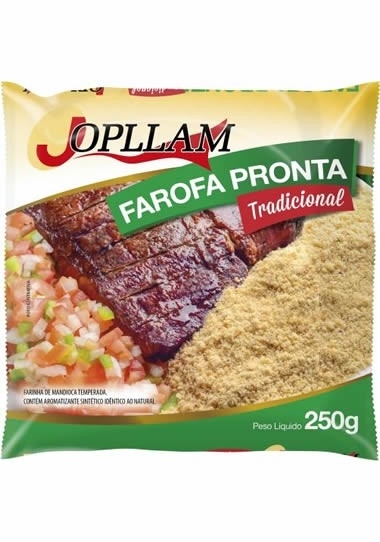 JOPLLAM
FAROFA PRONTA
Tradicional
FARINHA DE MANDIOCA TEMPERADA.
CONTÉM AROMATIZANTE SINTÉTICO IDÊNTICO AO NATURAL.
Peso Líquido 250g